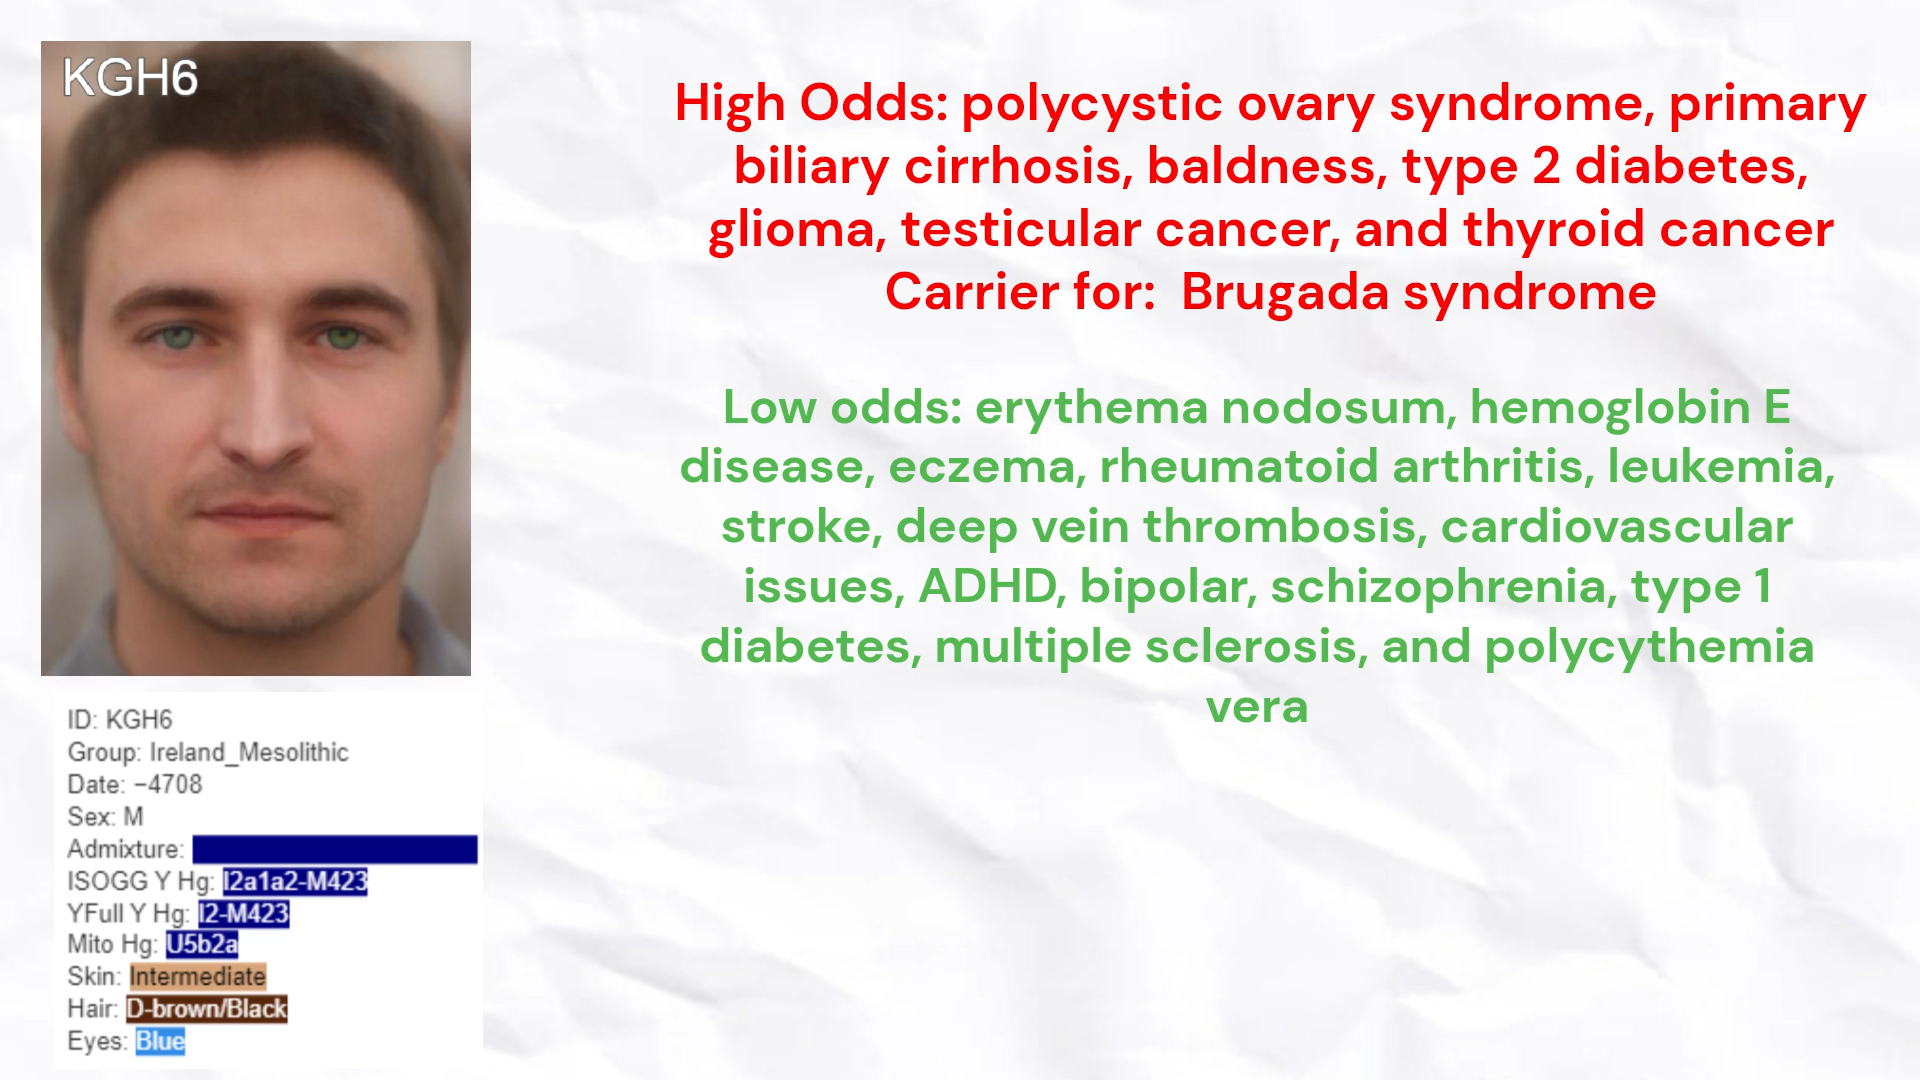 KGH6
High Odds: polycystic ovary syndrome, primary
biliary cirrhosis, baldness, type 2 diabetes,
glioma, testicular cancer, and thyroid cancer
Carrier for:  Brugada syndrome
Low odds: erythema nodosum, hemoglobin E
disease, eczema, rheumatoid arthritis, leukemia,
stroke, deep vein thrombosis, cardiovascular
issues, ADHD, bipolar, schizophrenia, type 1
diabetes, multiple sclerosis, and polycythemia
vera
ID: KGH6
Group: Ireland_Mesolithic
Date: −4708
Sex: M
Admixture:
ISOGG Y Hg: I2a1a2-M423
YFull Y Hg: I2-M423
Mito Hg: U5b2a
Skin: Intermediate
Hair: D-brown/Black
Eyes: Blue